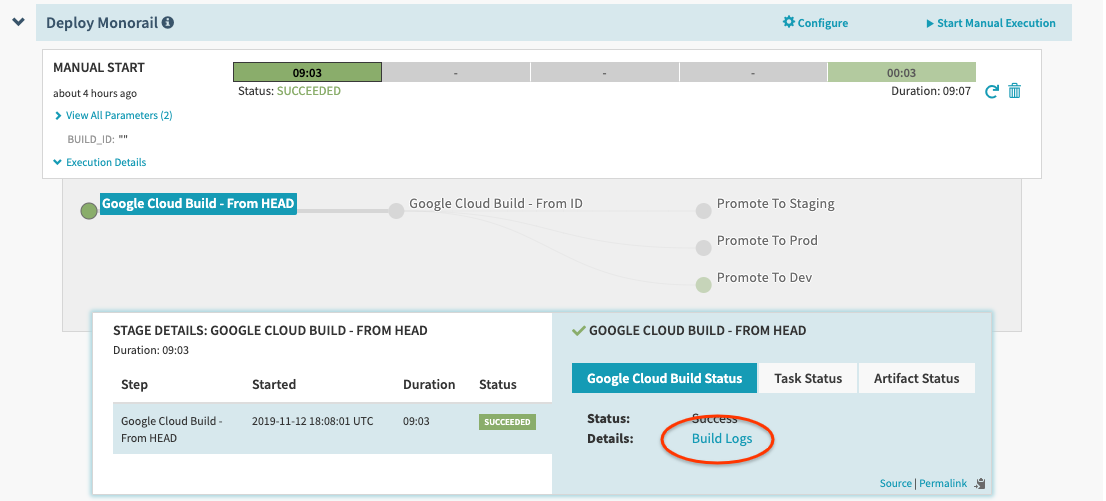 Deploy Monorail
Configure
Start Manual Execution
MANUAL START
09:03
-
-
-
00:03
about 4 hours ago
Status: SUCCEEDED
Duration: 09:07
View All Parameters (2)
BUILD_ID: ""
Execution Details
Google Cloud Build - From HEAD
Google Cloud Build - From ID
Promote To Staging
Promote To Prod
Promote To Dev
STAGE DETAILS: GOOGLE CLOUD BUILD - FROM HEAD
Duration: 09:03
Step Started Duration Status
Google Cloud Build - 2019-11-12 18:08:01 UTC 09:03 SUCCEEDED
From HEAD
GOOGLE CLOUD BUILD - FROM HEAD
Google Cloud Build Status Task Status Artifact Status
Status: Success
Details: Build Logs
Source | Permalink